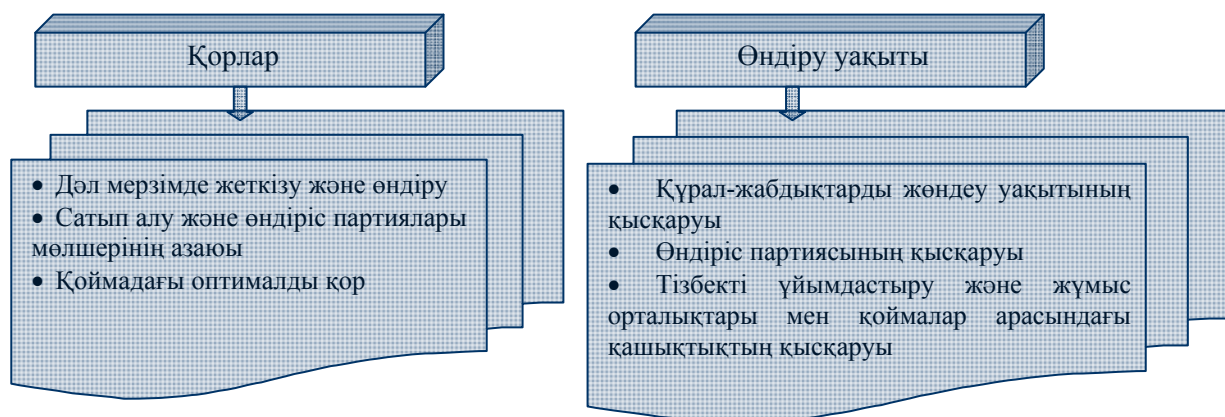 Қорлар
• Дәл мерзімде жеткізу және өндіру
• Сатып алу және өндіріс партиялары
мөлшерінің азаюы
• Қоймадағы оптималды қор
Өндіру уақыты
• Құрал-жабдықтарды жөндеу уақытының
қысқаруы
• Өндіріс партиясының қысқаруы
• Тізбекті ұйымдастыру және жұмыс
орталықтары мен қоймалар арасындағы
қашықтықтың қысқаруы